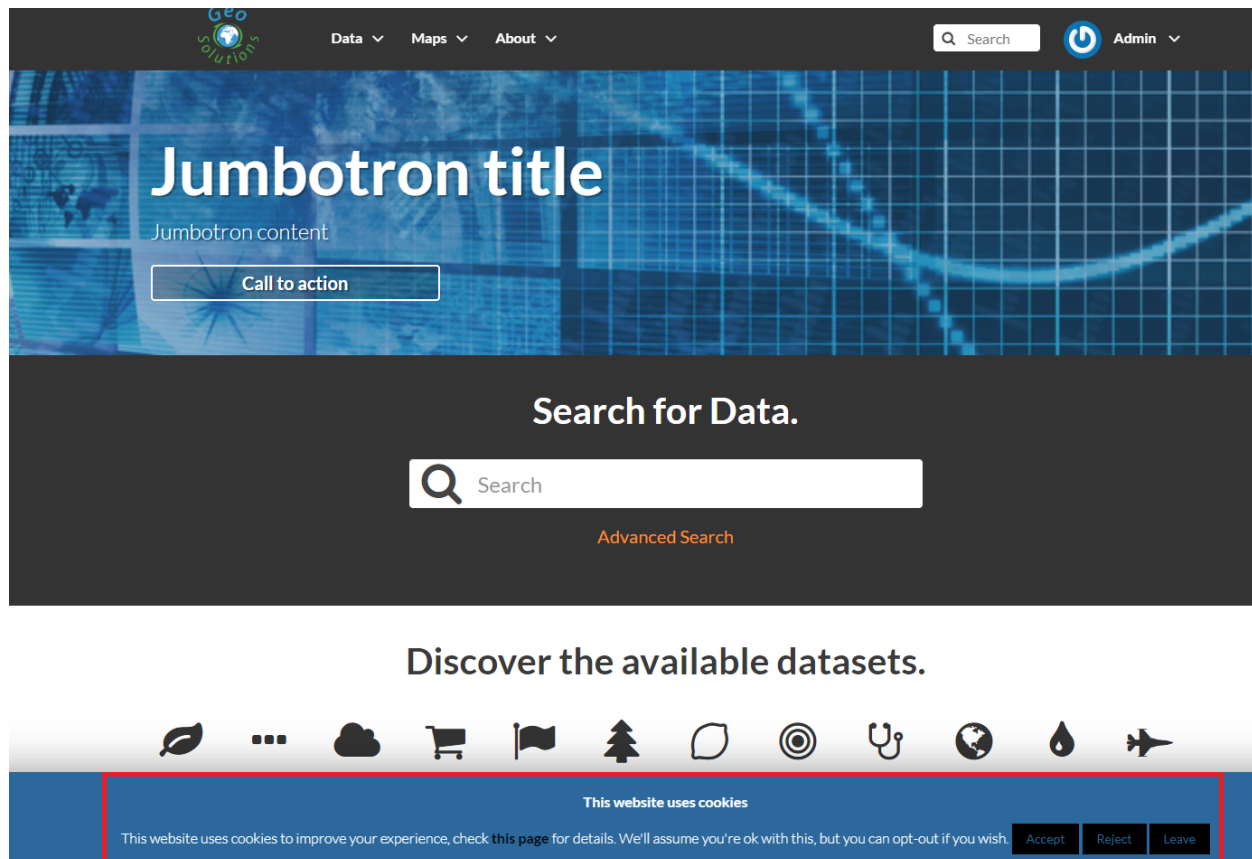 Geo
Solutions
Data
Maps
About
Search
Admin
Jumbotron title
Jumbotron content
Call to action
Search for Data.
Search
Advanced Search
Discover the available datasets.
This website uses cookies
This website uses cookies to improve your experience, check this page for details. We'll assume you're ok with this, but you can opt-out if you wish. Accept Reject Leave